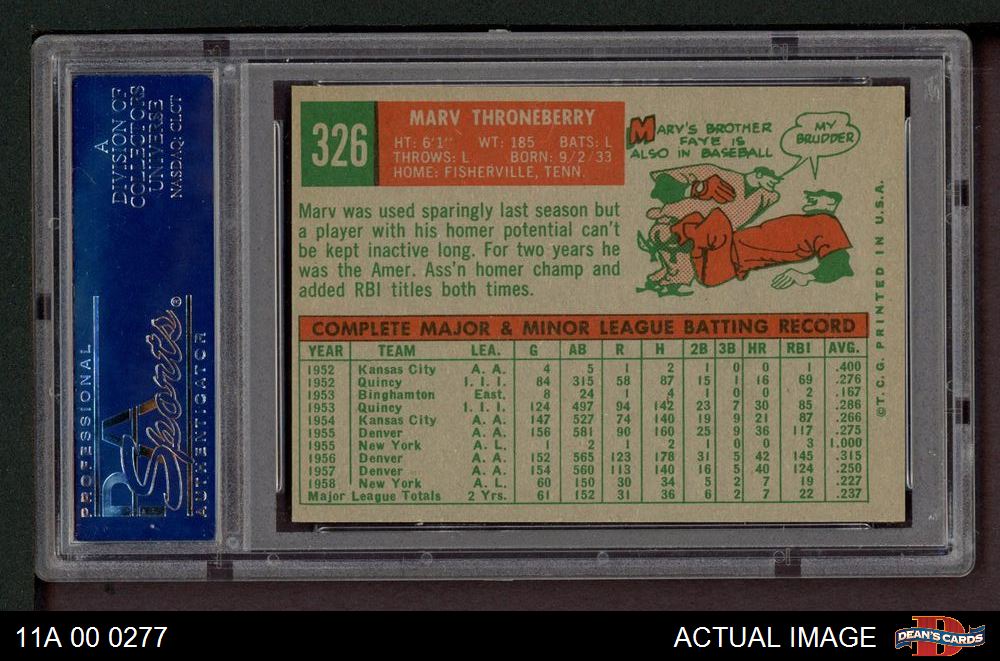 A
DIVISION OF
COLLECTORS
UNIVERSE
NASDAQ: CLCT
PROFESSIONAL
PSA
Sports®
AUTHENTICATOR
326
MARV THRONEBERRY
HT: 6'1" WT: 185 BATS: L
THROWS: L BORN: 9/2/33
HOME: FISHERVILLE, TENN.
MARV'S BROTHER
FAYE IS
ALSO IN BASEBALL
MY
BRUDDER
Marv was used sparingly last season but
a player with his homer potential can't
be kept inactive long. For two years he
was the Amer. Ass'n homer champ and
added RBI titles both times.
COMPLETE MAJOR & MINOR LEAGUE BATTING RECORD
YEAR TEAM LEA. G AB R H 2B 3B HR RBI AVG.
1952 Kansas City A. A. 4 5 1 2 1 0 0 1 .400
1952 Quincy I. I. I. 84 315 58 87 15 1 16 69 .276
1953 Binghamton East. 8 24 1 4 1 0 0 2 .167
1953 Quincy I. I. I. 124 497 94 142 23 7 30 85 .286
1954 Kansas City A. A. 147 527 74 140 19 9 21 87 .266
1955 Denver A. A. 156 581 90 160 25 9 36 117 .275
1955 New York A. L. 1 2 1 2 1 0 0 3 1.000
1956 Denver A. A. 152 565 123 178 31 5 42 145 .315
1957 Denver A. A. 154 560 113 140 16 5 40 124 .250
1958 New York A. L. 60 150 30 34 5 2 7 19 .227
Major League Totals 2 Yrs. 61 152 31 36 6 2 7 22 .237
©T. C. G. PRINTED IN U.S.A.
11A 00 0277
ACTUAL IMAGE
D
DEAN'S CARDS